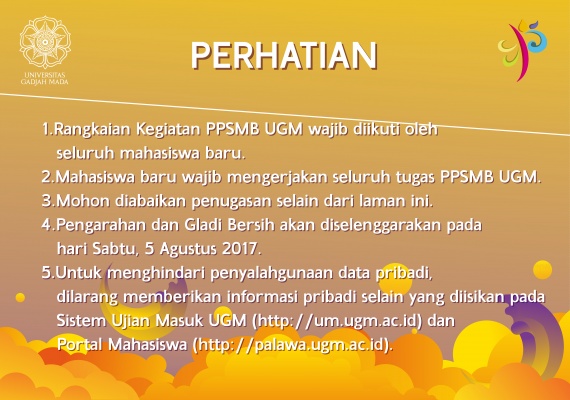 UNIVERSITAS
GADJAH MADA
PERHATIAN
1.Rangkaian Kegiatan PPSMB UGM wajib diikuti oleh
seluruh mahasiswa baru.
2.Mahasiswa baru wajib mengerjakan seluruh tugas PPSMB UGM.
3.Mohon diabaikan penugasan selain dari laman ini.
4.Pengarahan dan Gladi Bersih akan diselenggarakan pada
hari Sabtu, 5 Agustus 2017.
5.Untuk menghindari penyalahgunaan data pribadi,
dilarang memberikan informasi pribadi selain yang diisikan pada
Sistem Ujian Masuk UGM (http://um.ugm.ac.id) dan
Portal Mahasiswa (http://palawa.ugm.ac.id).